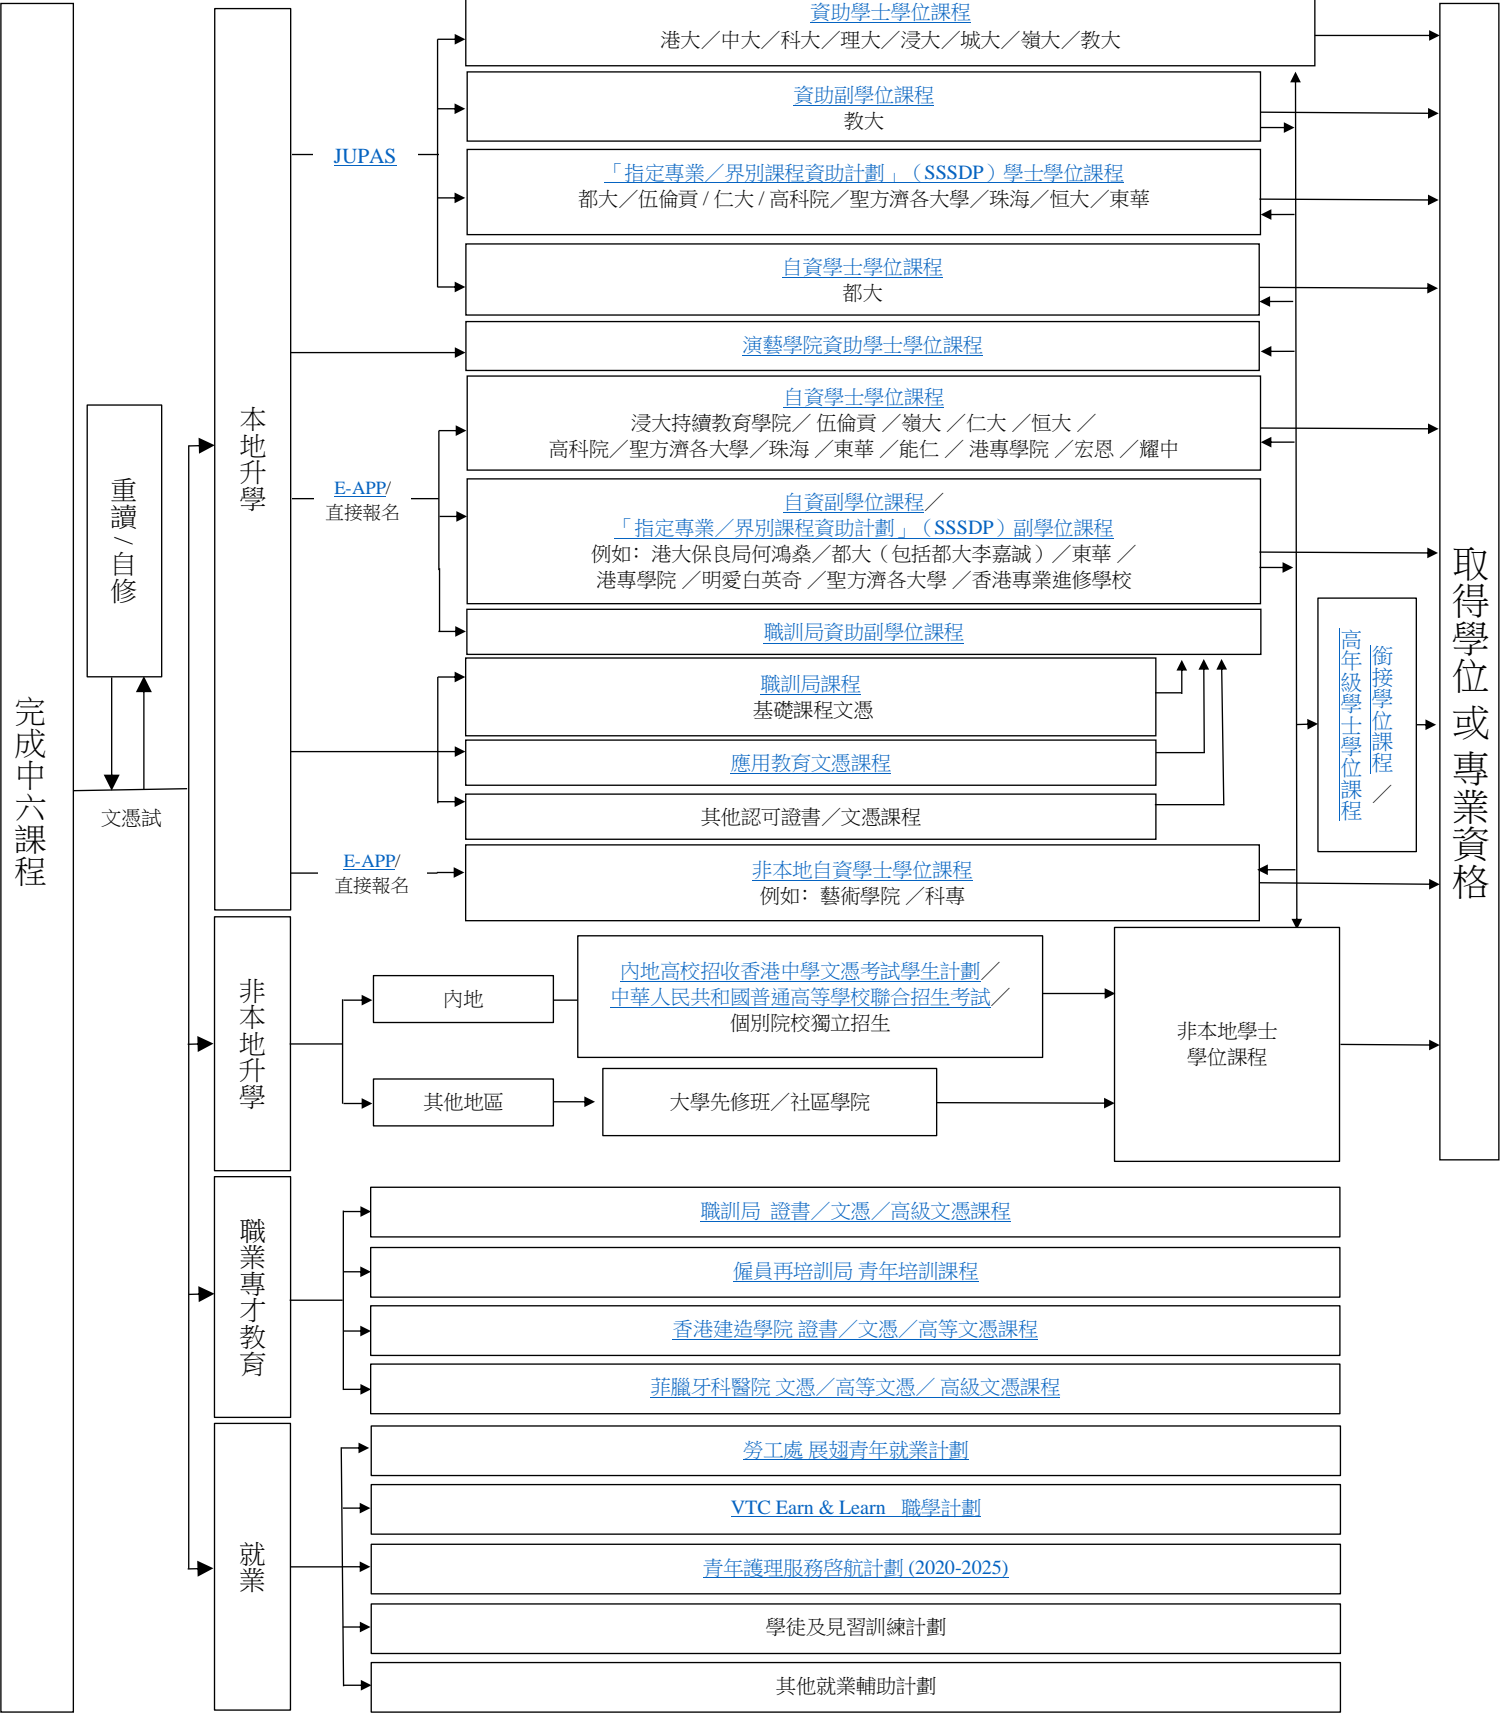 完成中六課程
重讀/自修
文憑試
本地升學
JUPAS
資助學士學位課程
港大／中大／科大／理大／浸大／城大／嶺大／教大
資助副學位課程
教大
「指定專業／界別課程資助計劃」（SSSDP）學士學位課程
都大／伍倫貢 / 仁大 / 高科院／聖方濟各大學／珠海／恒大／東華
自資學士學位課程
都大
演藝學院資助學士學位課程
E-APP/
直接報名
自資學士學位課程
浸大持續教育學院／ 伍倫貢 ／嶺大 ／仁大 ／恒大 ／
高科院／聖方濟各大學／珠海 ／東華 ／能仁 ／ 港專學院 ／宏恩 ／耀中
自資副學位課程／
「指定專業／界別課程資助計劃」（SSSDP）副學位課程
例如：港大保良局何鴻燊／都大（包括都大李嘉誠）／東華 ／
港專學院 ／明愛白英奇 ／聖方濟各大學 ／香港專業進修學校
職訓局資助副學位課程
職訓局課程
基礎課程文憑
應用教育文憑課程
其他認可證書／文憑課程
E-APP/
直接報名
非本地自資學士學位課程
例如：藝術學院 ／科專
銜接學位課程／
高年級學士學位課程
取得學位 或 專業資格
非本地升學
內地
內地高校招收香港中學文憑考試學生計劃／
中華人民共和國普通高等學校聯合招生考試／
個別院校獨立招生
其他地區
大學先修班／社區學院
非本地學士
學位課程
職業專才教育
職訓局 證書／文憑／高級文憑課程
僱員再培訓局 青年培訓課程
香港建造學院 證書／文憑／高等文憑課程
菲臘牙科醫院 文憑／高等文憑／ 高級文憑課程
就業
勞工處 展翅青年就業計劃
VTC Earn & Learn 職學計劃
青年護理服務啓航計劃 (2020-2025)
學徒及見習訓練計劃
其他就業輔助計劃